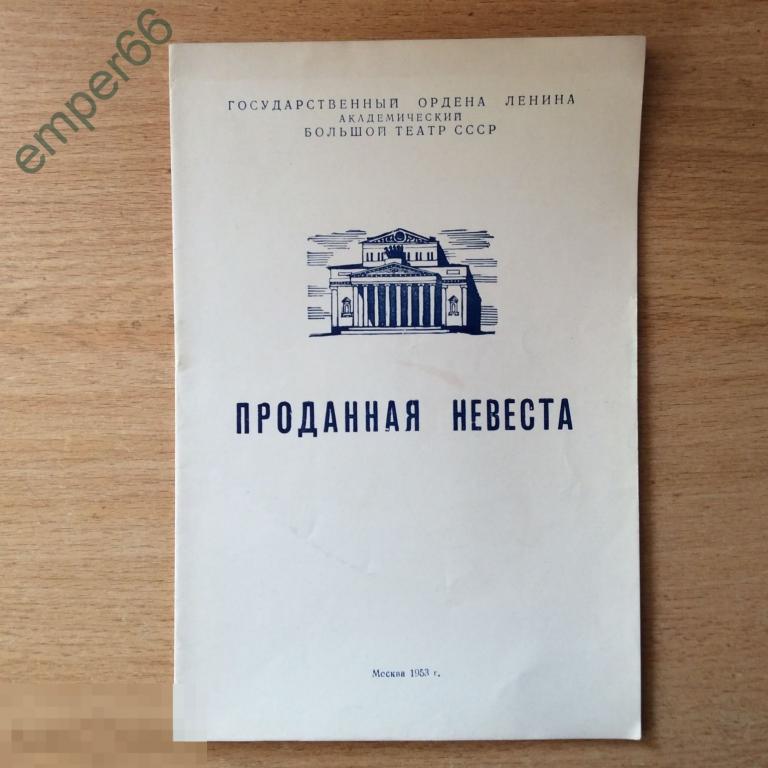 emper66
ГОСУДАРСТВЕННЫЙ ОРДЕНА ЛЕНИНА
АКАДЕМИЧЕСКИЙ
БОЛЬШОЙ ТЕАТР СССР
ПРОДАННАЯ НЕВЕСТА
Москва 1953 г.